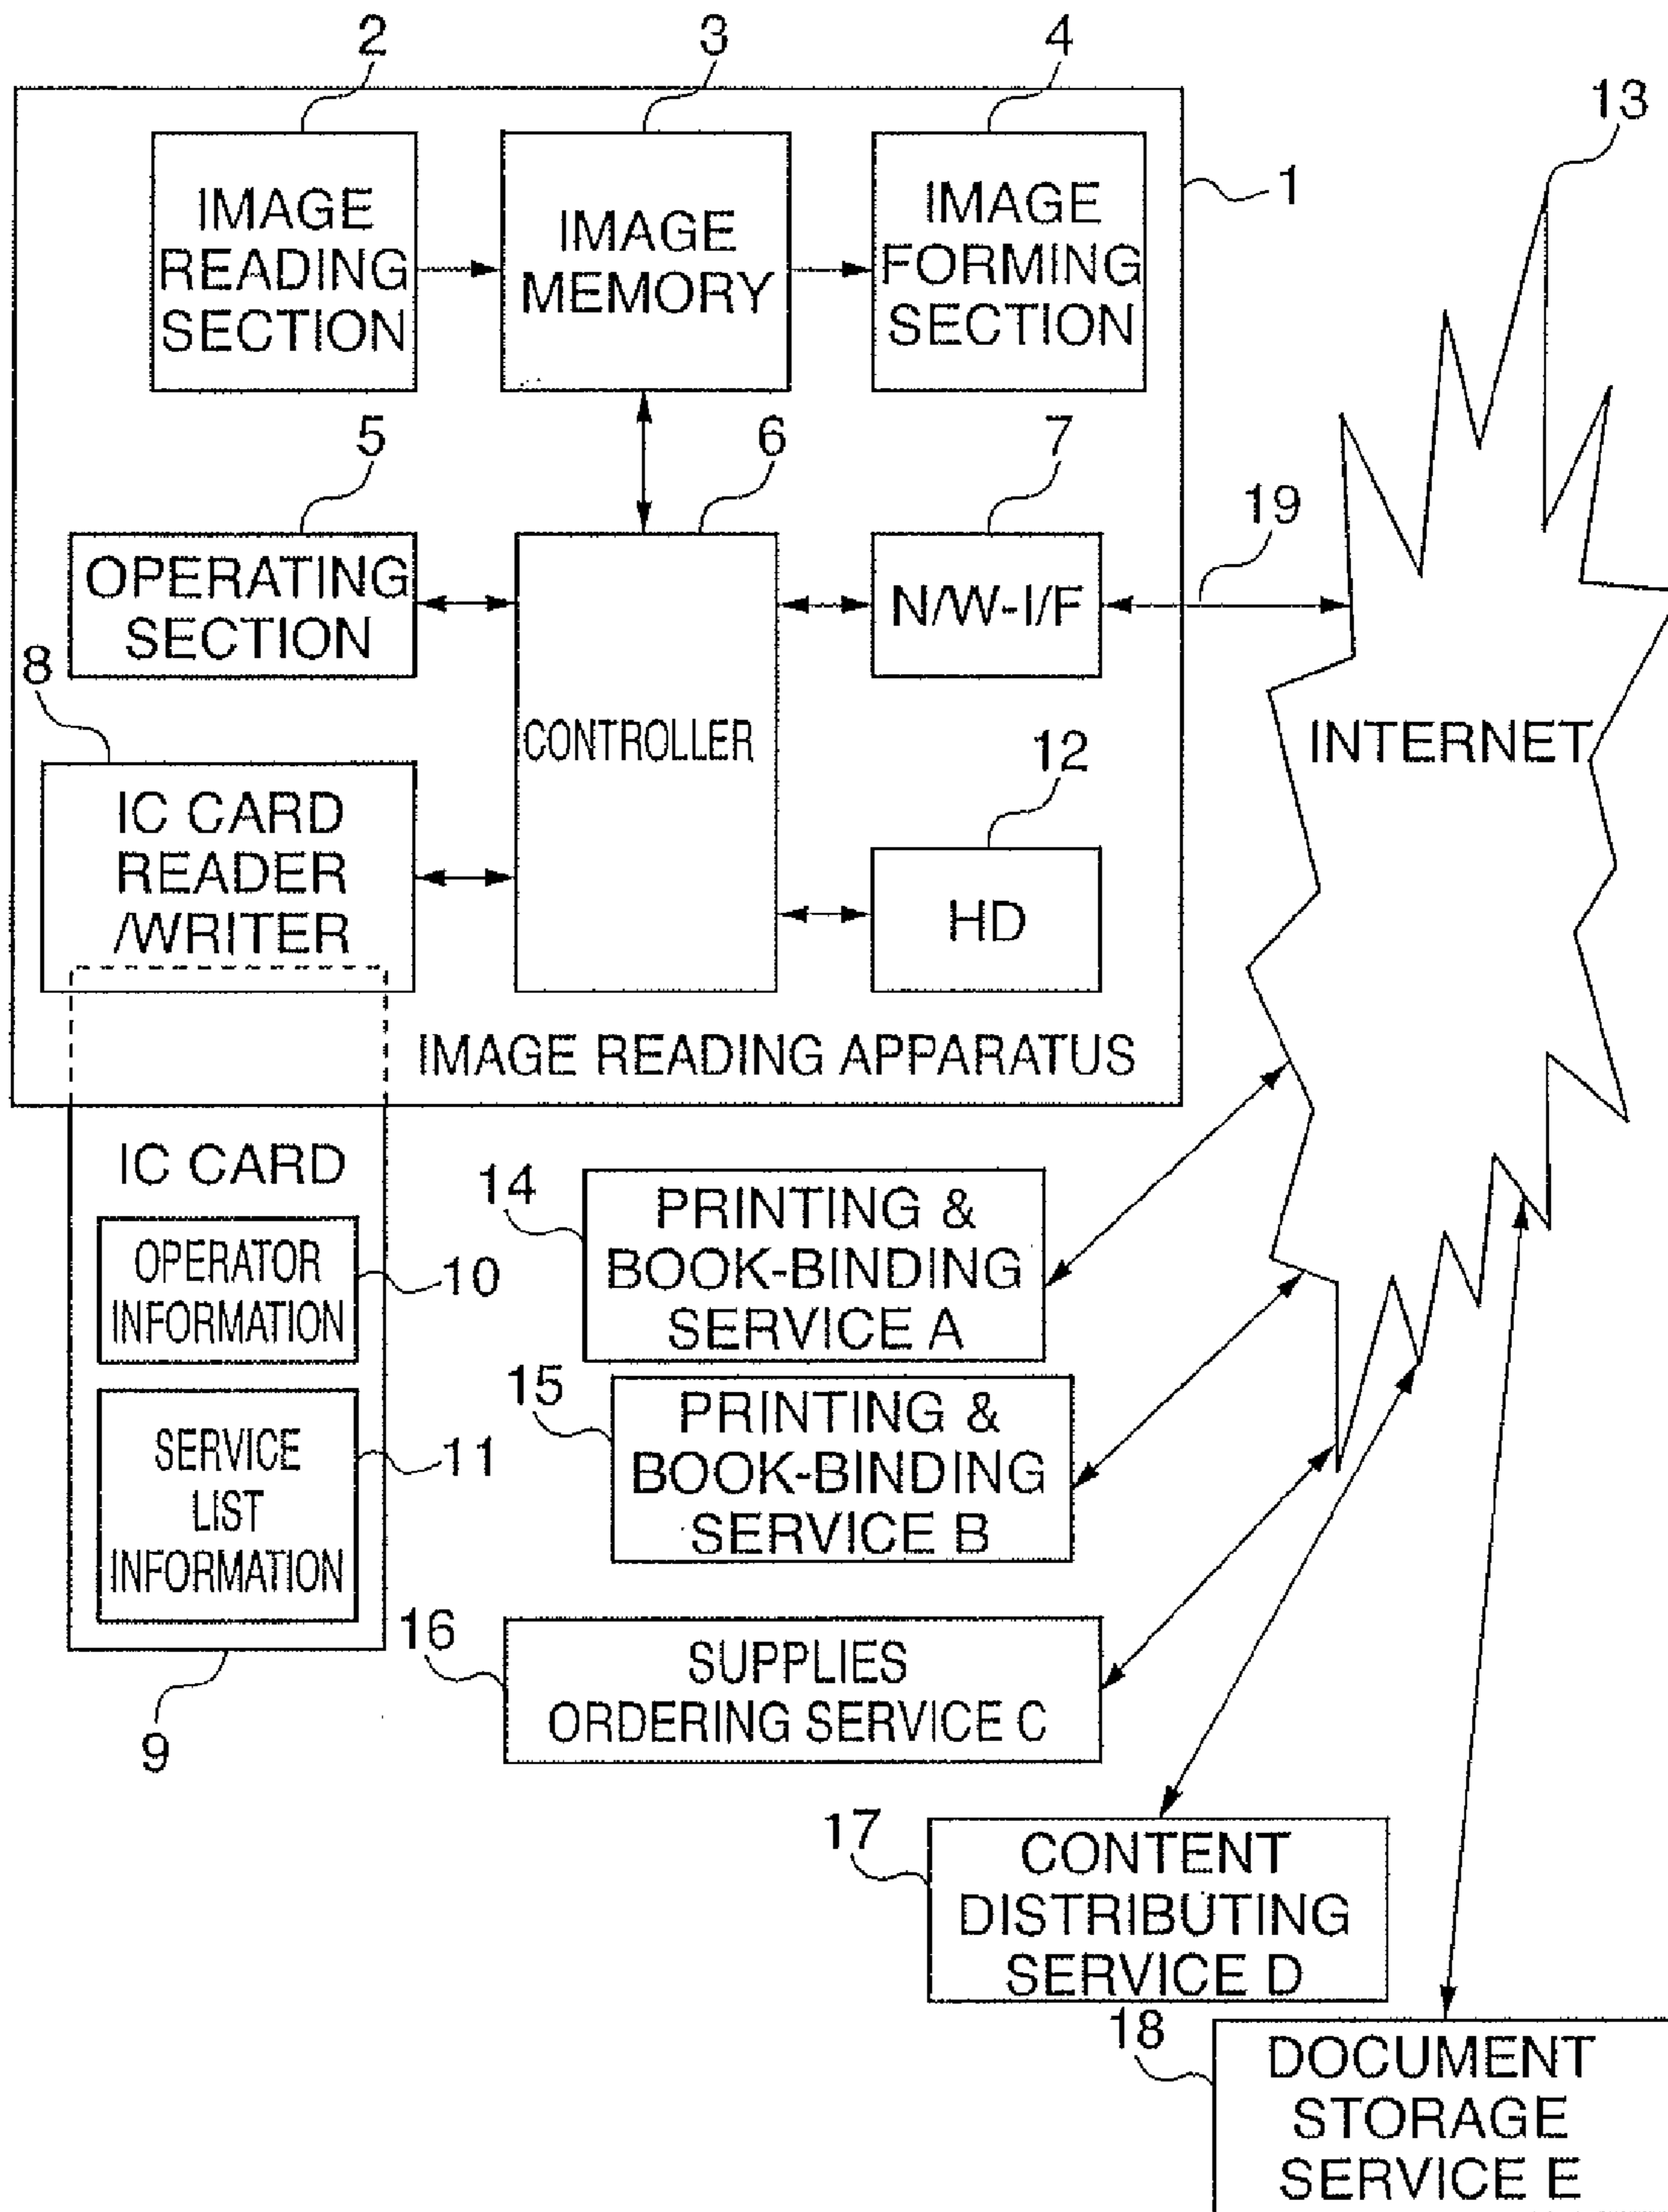 2
3
4
13
IMAGE
READING
SECTION
IMAGE
MEMORY
IMAGE
FORMING
SECTION
1
5
6
7
19
OPERATING
SECTION
CONTROLLER
N/W-I/F
INTERNET
8
12
IC CARD
READER
/WRITER
HD
IMAGE READING APPARATUS
IC CARD
OPERATOR
INFORMATION
10
SERVICE
LIST
INFORMATION
11
9
14
PRINTING &
BOOK-BINDING
SERVICE A
15
PRINTING &
BOOK-BINDING
SERVICE B
16
SUPPLIES
ORDERING SERVICE C
17
CONTENT
DISTRIBUTING
SERVICE D
18
DOCUMENT
STORAGE
SERVICE E